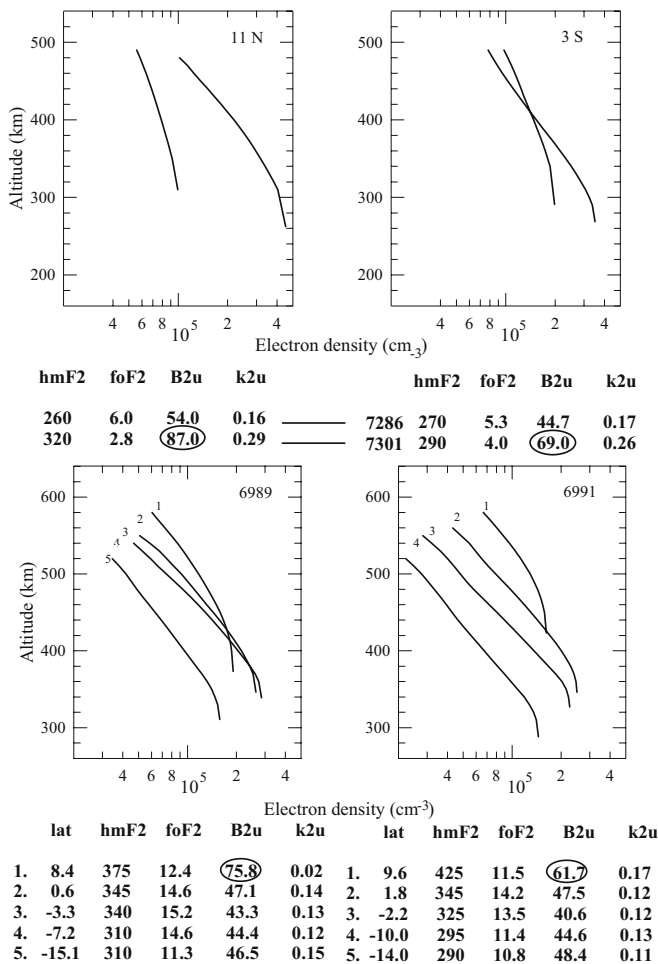 11 N
3 S
500
400
300
200
500
400
300
200
Altitude (km)
4 6 8 10⁵ 2 4
4 6 8 10⁵ 2 4
Electron density (cm-3)
hmF2 foF2 B2u k2u hmF2 foF2 B2u k2u
260 6.0 54.0 0.16 7286 270 5.3 44.7 0.17
320 2.8 87.0 0.29 7301 290 4.0 69.0 0.26
6989
6991
600
500
400
300
600
500
400
300
1
2
3
4
5
1
2
3
4
Altitude (km)
4 6 8 10⁵ 2 4
4 6 8 10⁵ 2 4
Electron density (cm-3)
lat hmF2 foF2 B2u k2u lat hmF2 foF2 B2u k2u
1. 8.4 375 12.4 75.8 0.02 1. 9.6 425 11.5 61.7 0.17
2. 0.6 345 14.6 47.1 0.14 2. 1.8 345 14.2 47.5 0.12
3. -3.3 340 15.2 43.3 0.13 3. -2.2 325 13.5 40.6 0.12
4. -7.2 310 14.6 44.4 0.12 4. -10.0 295 11.4 44.6 0.13
5. -15.1 310 11.3 46.5 0.15 5. -14.0 290 10.8 48.4 0.11